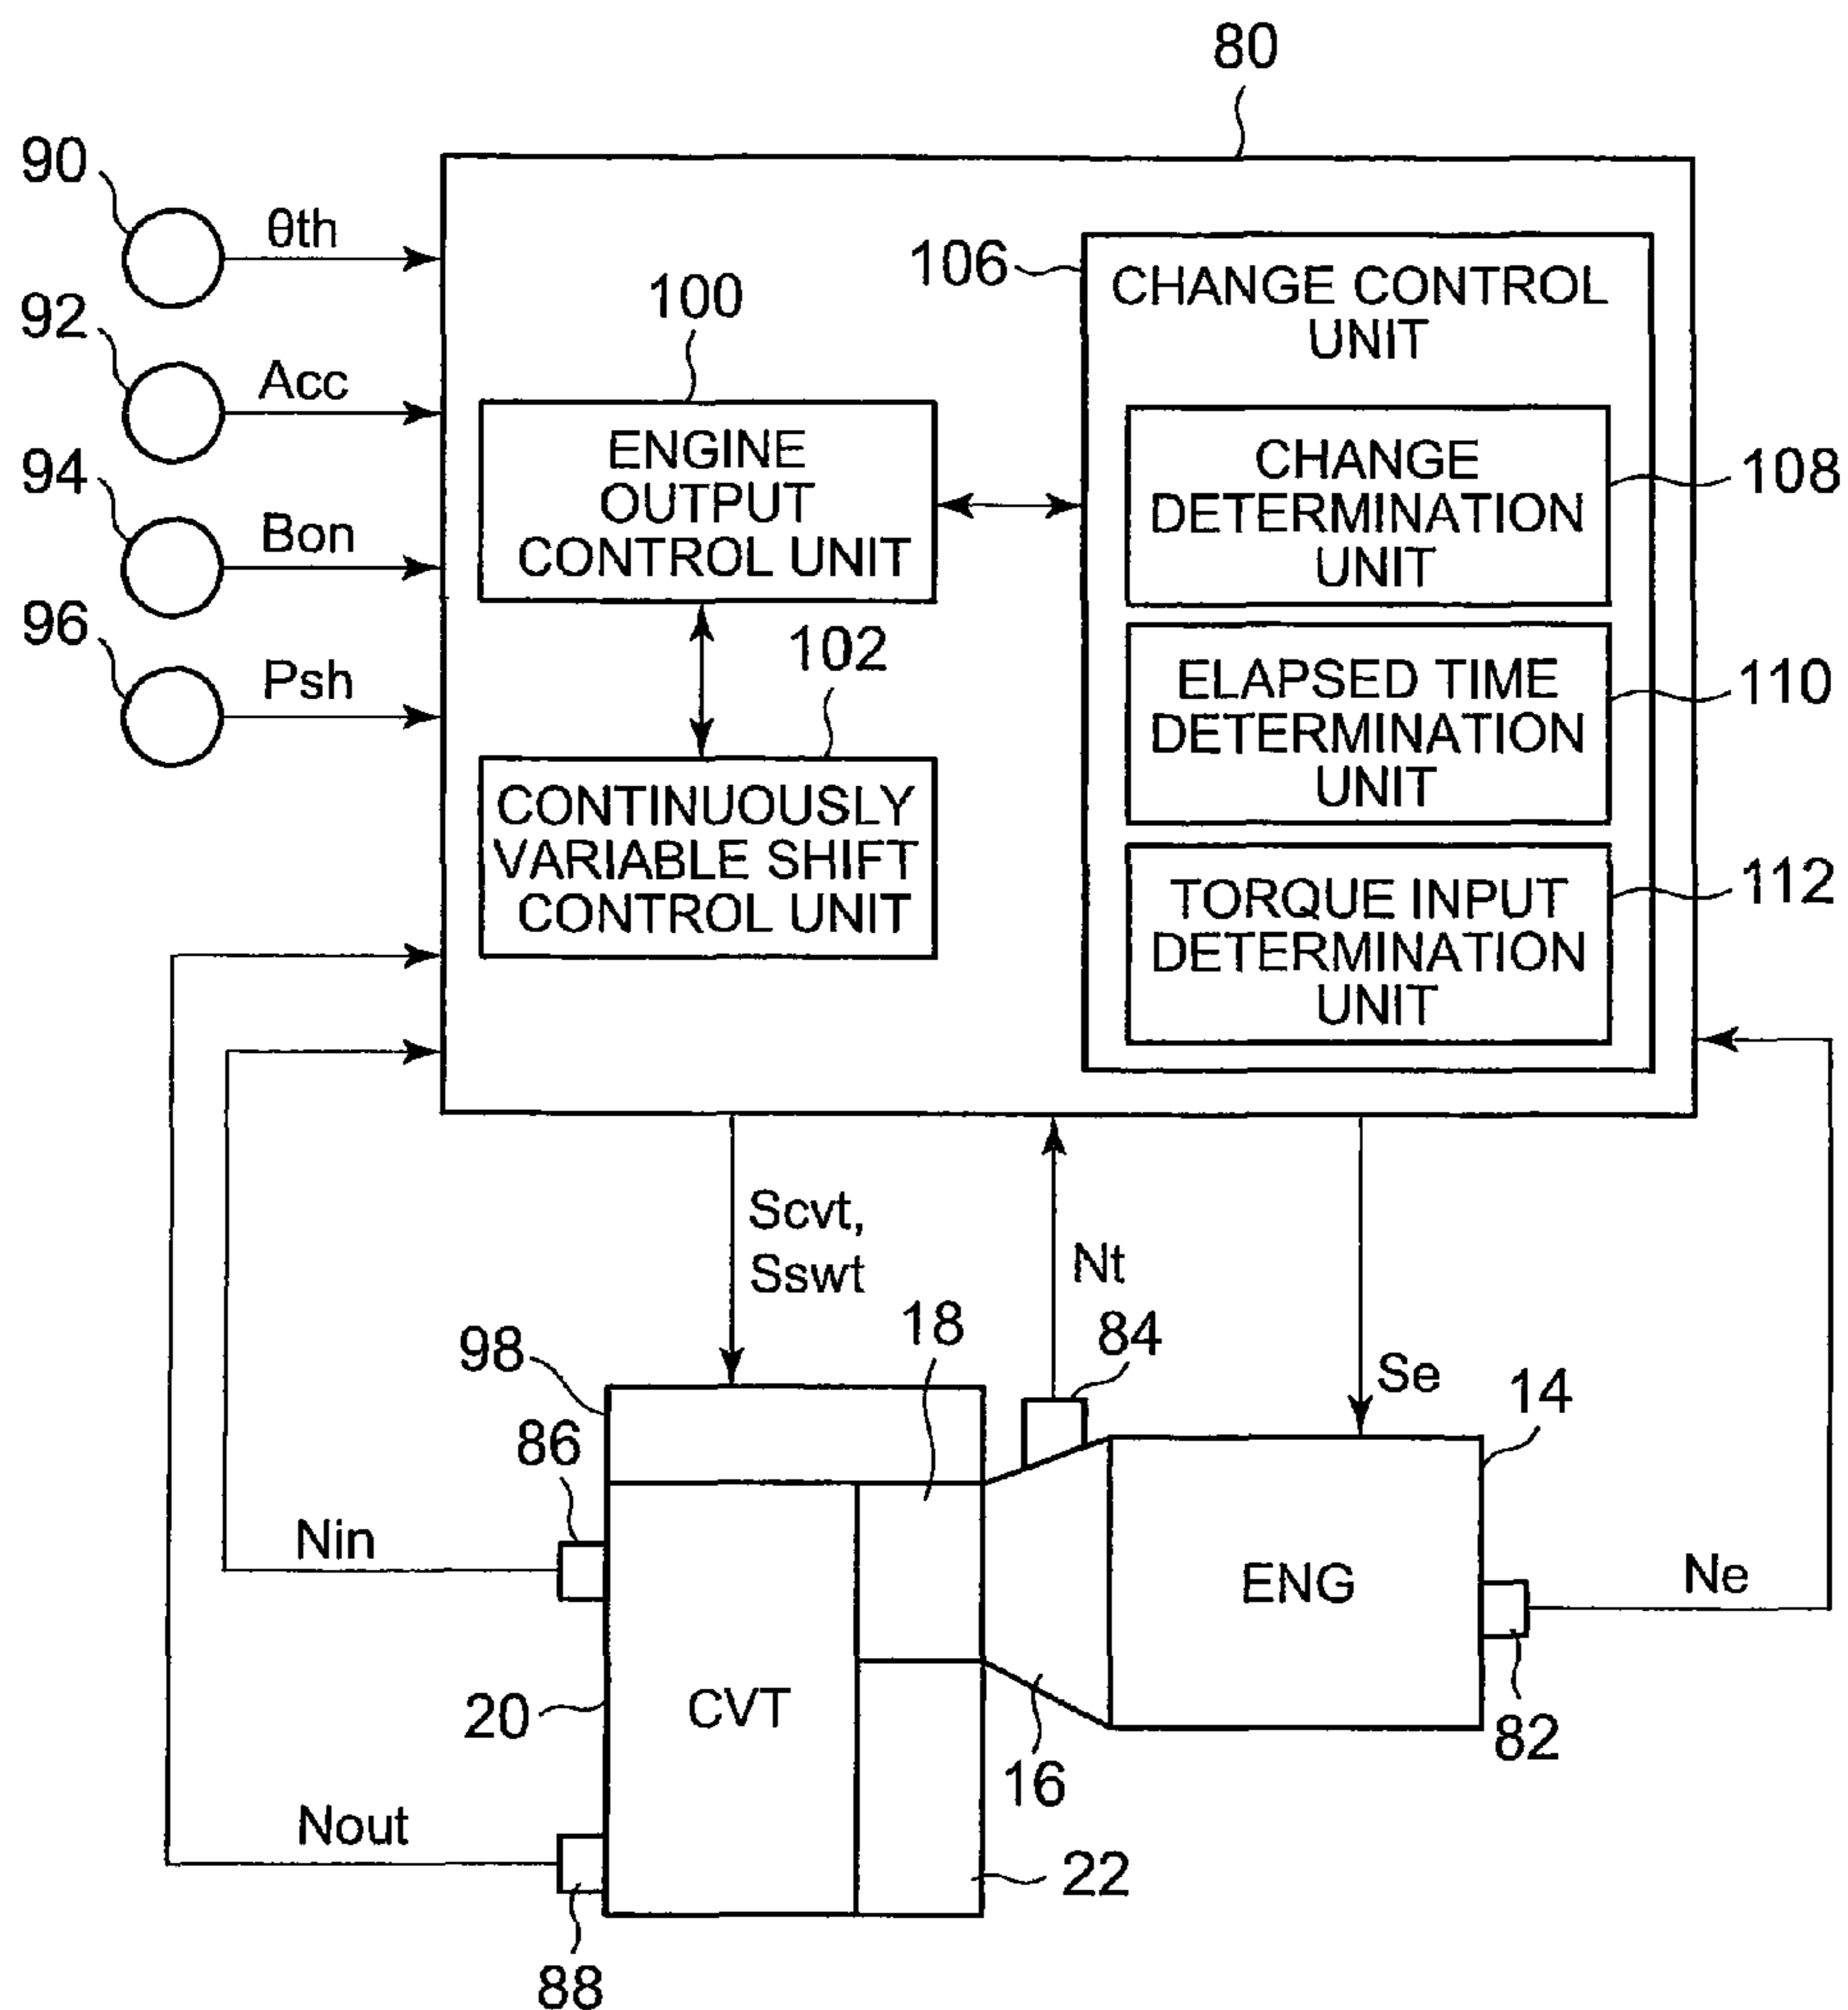 80
90
θth
106
CHANGE CONTROL
UNIT
100
92
Acc
ENGINE
OUTPUT
CONTROL UNIT
CHANGE
DETERMINATION
UNIT
108
94
Bon
96
Psh
102
ELAPSED TIME
DETERMINATION
UNIT
110
CONTINUOUSLY
VARIABLE SHIFT
CONTROL UNIT
TORQUE INPUT
DETERMINATION
UNIT
112
Scvt,
Sswt
Nt
18
84
98
Se
14
86
Nin
ENG
Ne
20
CVT
82
16
Nout
22
88